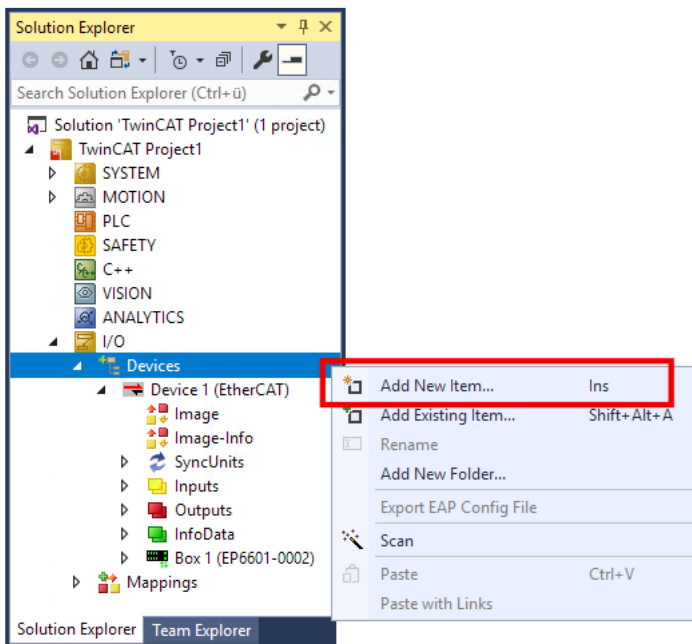 Solution Explorer
Search Solution Explorer (Ctrl+ü)
Solution 'TwinCAT Project1' (1 project)
TwinCAT Project1
SYSTEM
MOTION
PLC
SAFETY
C++
VISION
ANALYTICS
I/O
Devices
Device 1 (EtherCAT)
Image
Image-Info
SyncUnits
Inputs
Outputs
InfoData
Box 1 (EP6601-0002)
Mappings
Solution Explorer Team Explorer
Add New Item... Ins
Add Existing Item... Shift+Alt+A
Rename
Add New Folder...
Export EAP Config File
Scan
Paste Ctrl+V
Paste with Links